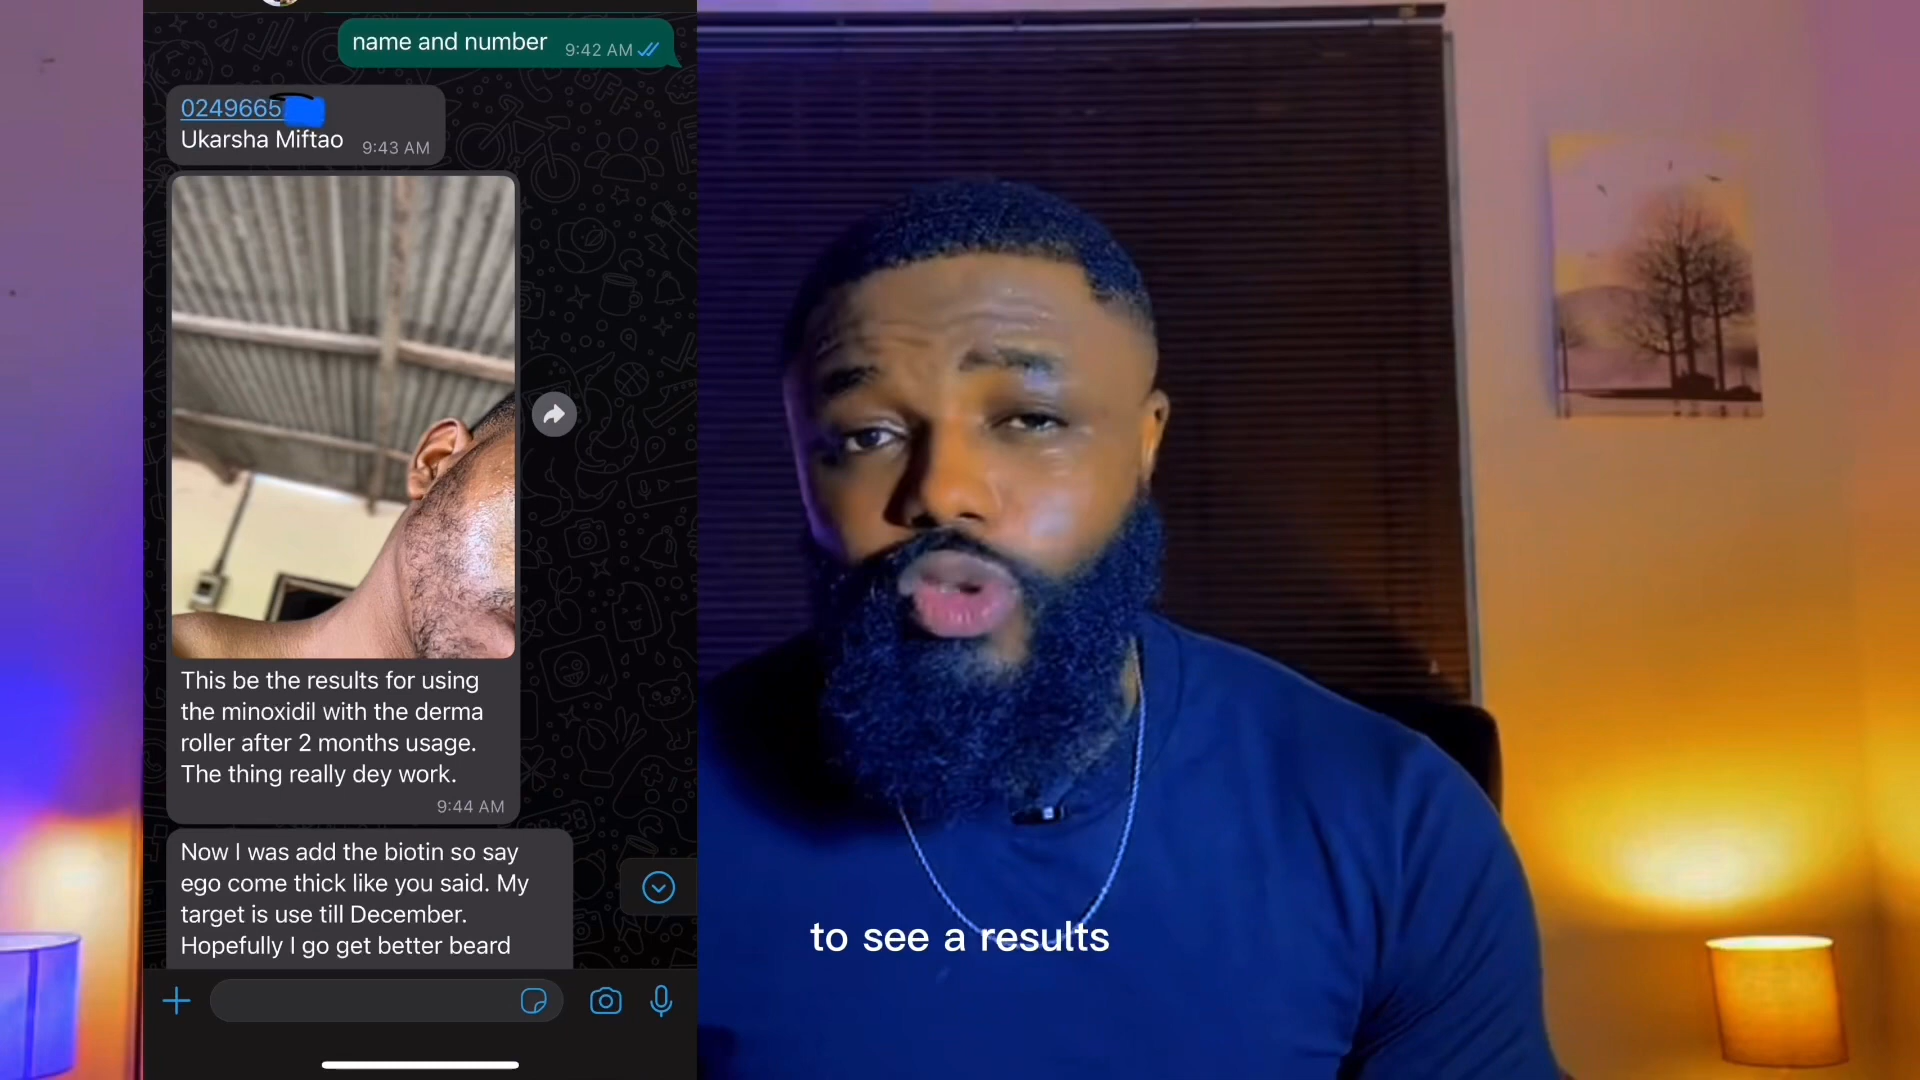 name and number
9:42 AM
0249665
Ukarsha Miftao
9:43 AM
This be the results for using
the minoxidil with the derma
roller after 2 months usage.
The thing really dey work.
9:44 AM
Now I was add the biotin so say
ego come thick like you said. My
target is use till December.
Hopefully I go get better beard
to see a results